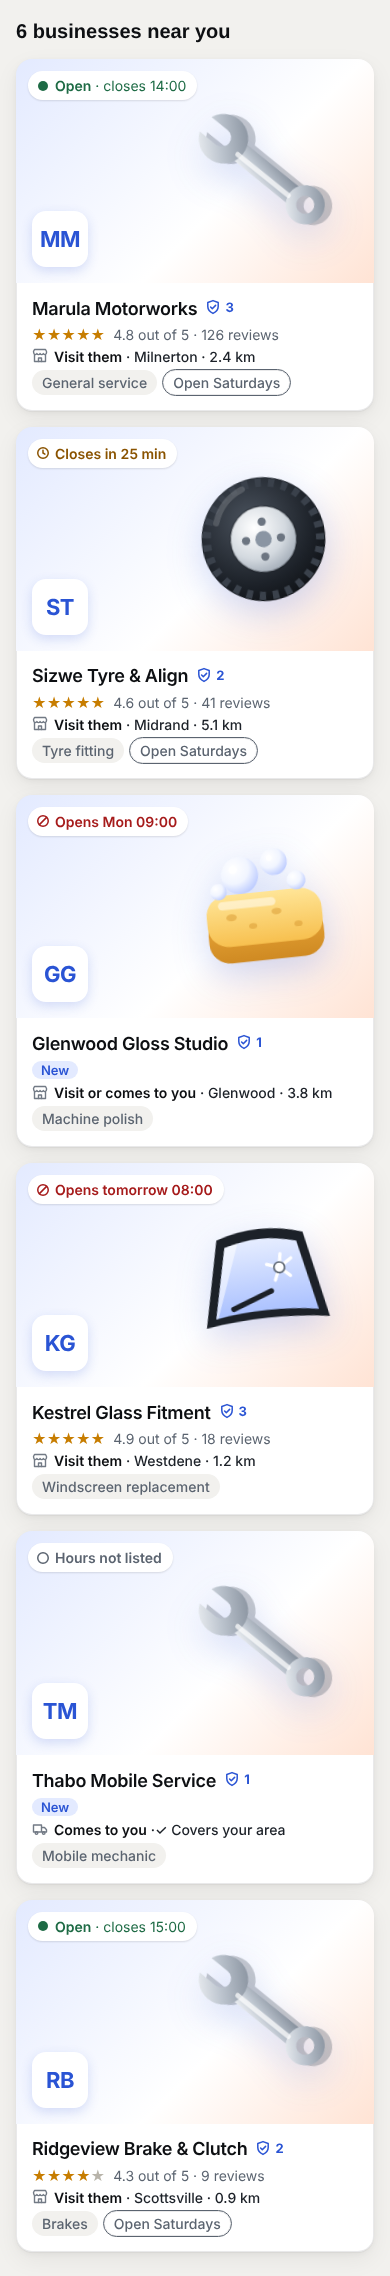 6 businesses near you
Open · closes 14:00
MM
Marula Motorworks 3
★★★★★ 4.8 out of 5 · 126 reviews
Visit them · Milnerton · 2.4 km
General service Open Saturdays
Closes in 25 min
ST
Sizwe Tyre & Align 2
★★★★★ 4.6 out of 5 · 41 reviews
Visit them · Midrand · 5.1 km
Tyre fitting Open Saturdays
Opens Mon 09:00
GG
Glenwood Gloss Studio 1
New
Visit or comes to you · Glenwood · 3.8 km
Machine polish
Opens tomorrow 08:00
KG
Kestrel Glass Fitment 3
★★★★★ 4.9 out of 5 · 18 reviews
Visit them · Westdene · 1.2 km
Windscreen replacement
Hours not listed
TM
Thabo Mobile Service 1
New
Comes to you ·✓ Covers your area
Mobile mechanic
Open · closes 15:00
RB
Ridgeview Brake & Clutch 2
★★★★★ 4.3 out of 5 · 9 reviews
Visit them · Scottsville · 0.9 km
Brakes Open Saturdays